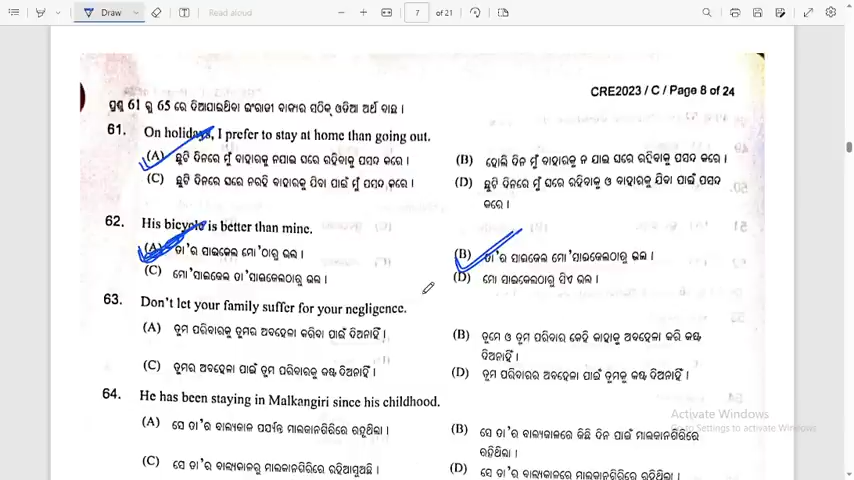 Draw
Read aloud
7 of 21
CRE2023 / C / Page 8 of 24
ପ୍ରଶ୍ନ 61 ରୁ 65 ରେ ଦିଆଯାଇଥିବା ଇଂରାଜୀ ବାକ୍ୟର ସଠିକ୍ ଓଡିଆ ଅର୍ଥ ବାଛ।
61. On holidays, I prefer to stay at home than going out.
(A) ଛୁଟି ଦିନରେ ମୁଁ ବାହାରକୁ ନଯାଇ ଘରେ ରହିବାକୁ ପସନ୍ଦ କରେ।
(B) ହୋଲି ଦିନ ମୁଁ ବାହାରକୁ ନ ଯାଇ ଘରେ ରହିବାକୁ ପସନ୍ଦ କରେ।
(C) ଛୁଟି ଦିନରେ ଘରେ ନରହି ବାହାରକୁ ଯିବା ପାଇଁ ମୁଁ ପସନ୍ଦ କରେ।
(D) ଛୁଟି ଦିନରେ ମୁଁ ଘରେ ରହିବାକୁ ଓ ବାହାରକୁ ଯିବା ପାଇଁ ପସନ୍ଦ
କରେ।
62. His bicycle is better than mine.
(A) ତା'ର ସାଇକେଲ ମୋ'ଠାରୁ ଭଲ।
(B) ତା'ର ସାଇକେଲ ମୋ'ସାଇକେଲଠାରୁ ଭଲ।
(C) ମୋ'ସାଇକେଲ ତା'ସାଇକେଲଠାରୁ ଭଲ।
(D) ମୋ ସାଇକେଲଠାରୁ ସିଏ ଭଲ।
63. Don't let your family suffer for your negligence.
(A) ତୁମ ପରିବାରକୁ ତୁମର ଅବହେଳା କରିବା ପାଇଁ ଦିଅନାହିଁ।
(B) ତୁମେ ଓ ତୁମ ପରିବାର କେହି କାହାକୁ ଅବହେଳା କରି କଷ୍ଟ
ଦିଅନାହିଁ।
(C) ତୁମର ଅବହେଳା ପାଇଁ ତୁମ ପରିବାରକୁ କଷ୍ଟ ଦିଅନାହିଁ।
(D) ତୁମ ପରିବାରର ଅବହେଳା ପାଇଁ ତୁମକୁ କଷ୍ଟ ଦିଅନାହିଁ।
64. He has been staying in Malkangiri since his childhood.
(A) ସେ ତା'ର ବାଲ୍ୟକାଳ ପର୍ଯ୍ୟନ୍ତ ମାଲକାନଗିରିରେ ରହୁଥିଲା।
(B) ସେ ତା'ର ବାଲ୍ୟକାଳରେ କିଛି ଦିନ ପାଇଁ ମାଲକାନଗିରିରେ
ରହିଥିଲା।
(C) ସେ ତା'ର ବାଲ୍ୟକାଳରୁ ମାଲକାନଗିରିରେ ରହିଆସୁଅଛି।
(D) ସେ ତା'ର ବାଲ୍ୟକାଳରେ ମାଲକାନଗିରିରେ ରହିଥିଲା।
Activate Windows
Go to Settings to activate Windows.